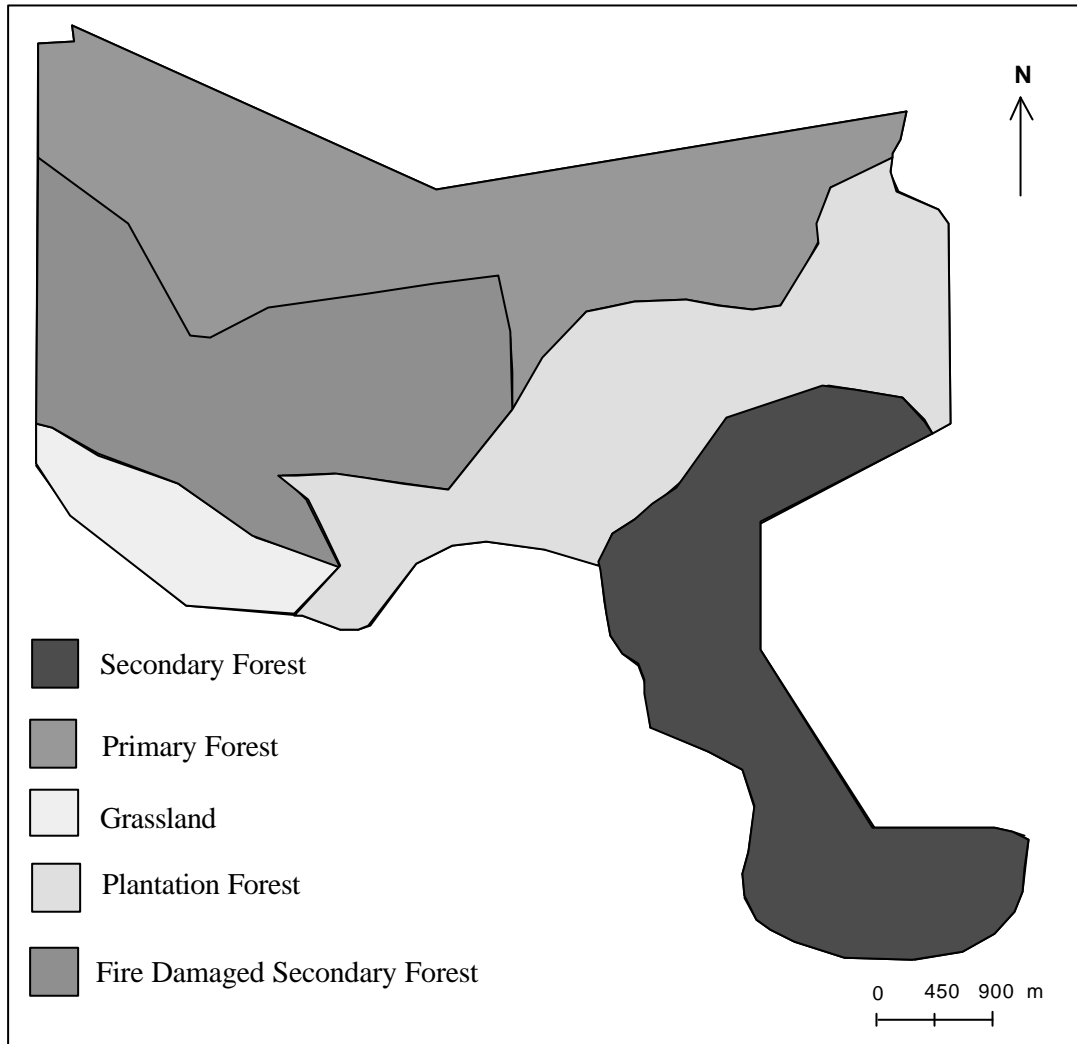 N
Secondary Forest
Primary Forest
Grassland
Plantation Forest
Fire Damaged Secondary Forest
0 450 900 m